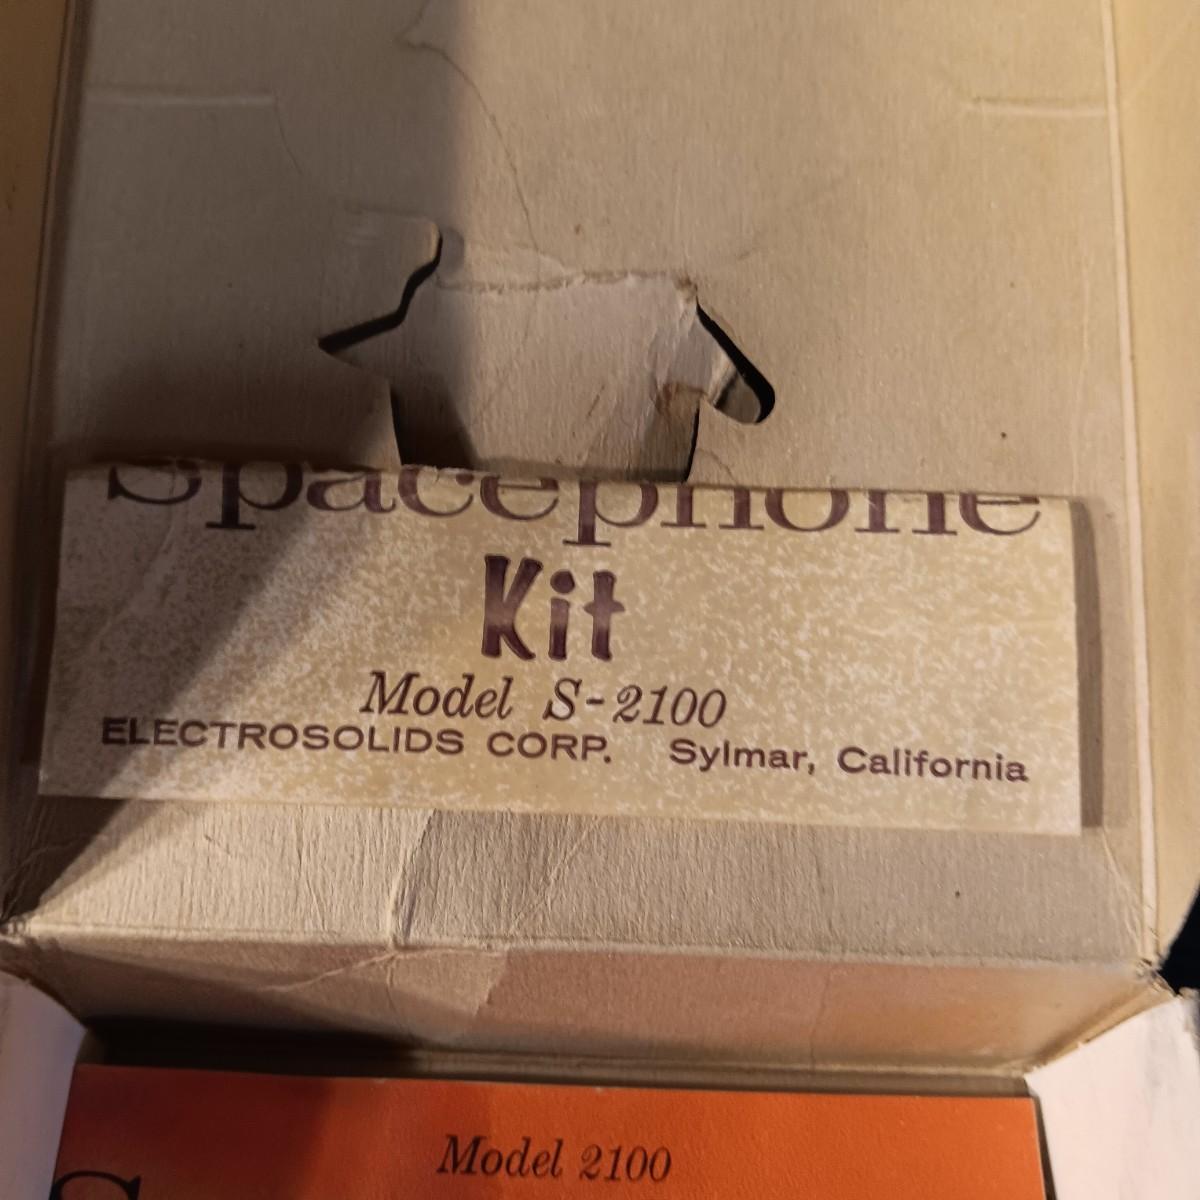 Spacephone
Kit
Model S-2100
ELECTROSOLIDS CORP. Sylmar, California
Model 2100
S